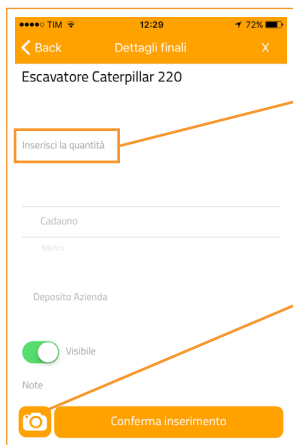 TIM 12:29 72%
Back Dettagli finali X
Escavatore Caterpillar 220
Inserisci la quantità
Cadauno
Metri
Deposito Azienda
Visibile
Note
Conferma inserimento